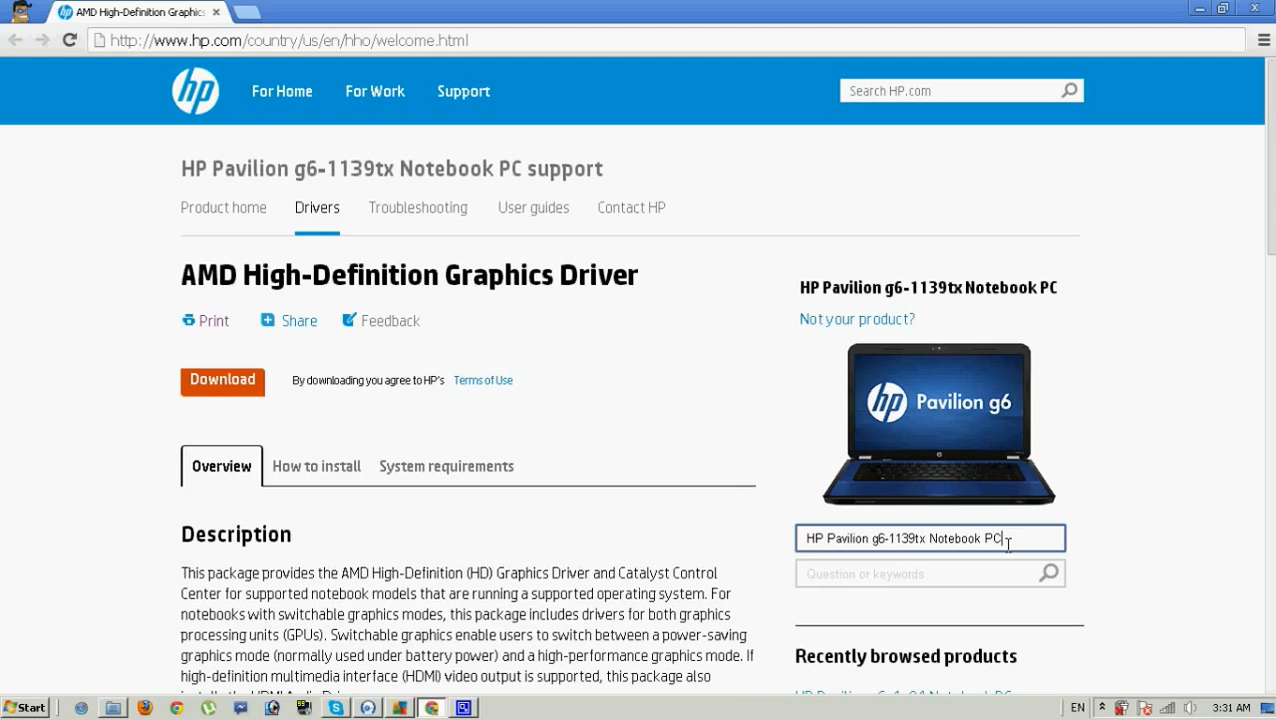 AMD High-Definition Graphics
http://www.hp.com/country/us/en/hho/welcome.html
hp
For Home
For Work
Support
Search HP.com
HP Pavilion g6-1139tx Notebook PC support
Product home
Drivers
Troubleshooting
User guides
Contact HP
AMD High-Definition Graphics Driver
Print
Share
Feedback
Download
By downloading you agree to HP's Terms of Use
HP Pavilion g6-1139tx Notebook PC
Not your product?
hp Pavilion g6
HP Pavilion g6-1139tx Notebook PC
Question or keywords
Recently browsed products
Overview
How to install
System requirements
Description
This package provides the AMD High-Definition (HD) Graphics Driver and Catalyst Control
Center for supported notebook models that are running a supported operating system. For
notebooks with switchable graphics modes, this package includes drivers for both graphics
processing units (GPUs). Switchable graphics enable users to switch between a power-saving
graphics mode (normally used under battery power) and a high-performance graphics mode. If
high-definition multimedia interface (HDMI) video output is supported, this package also
Start
EN
3:31 AM